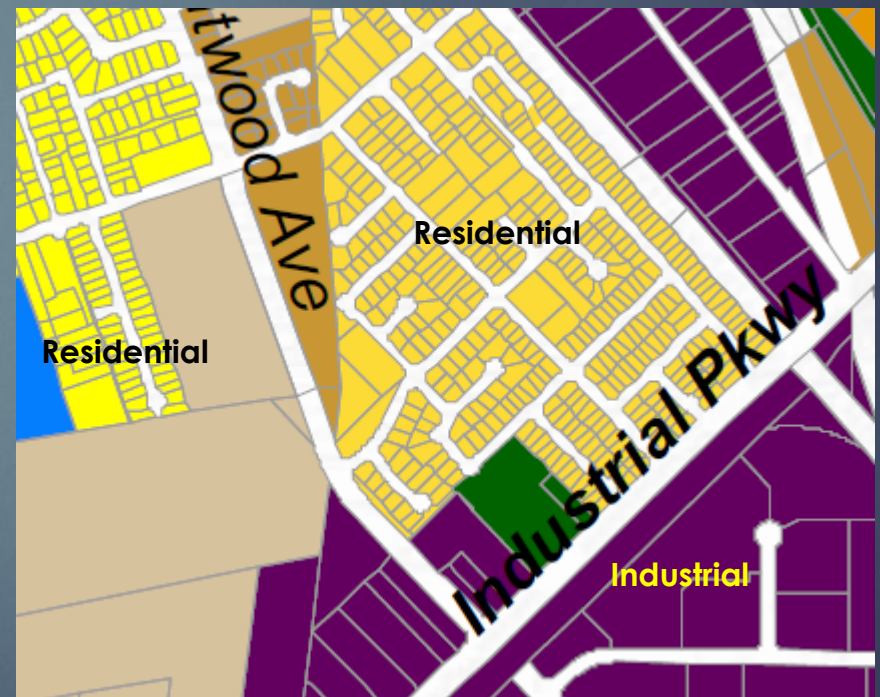 twood Ave
Residential
Residential
Industrial Pkwy
Industrial